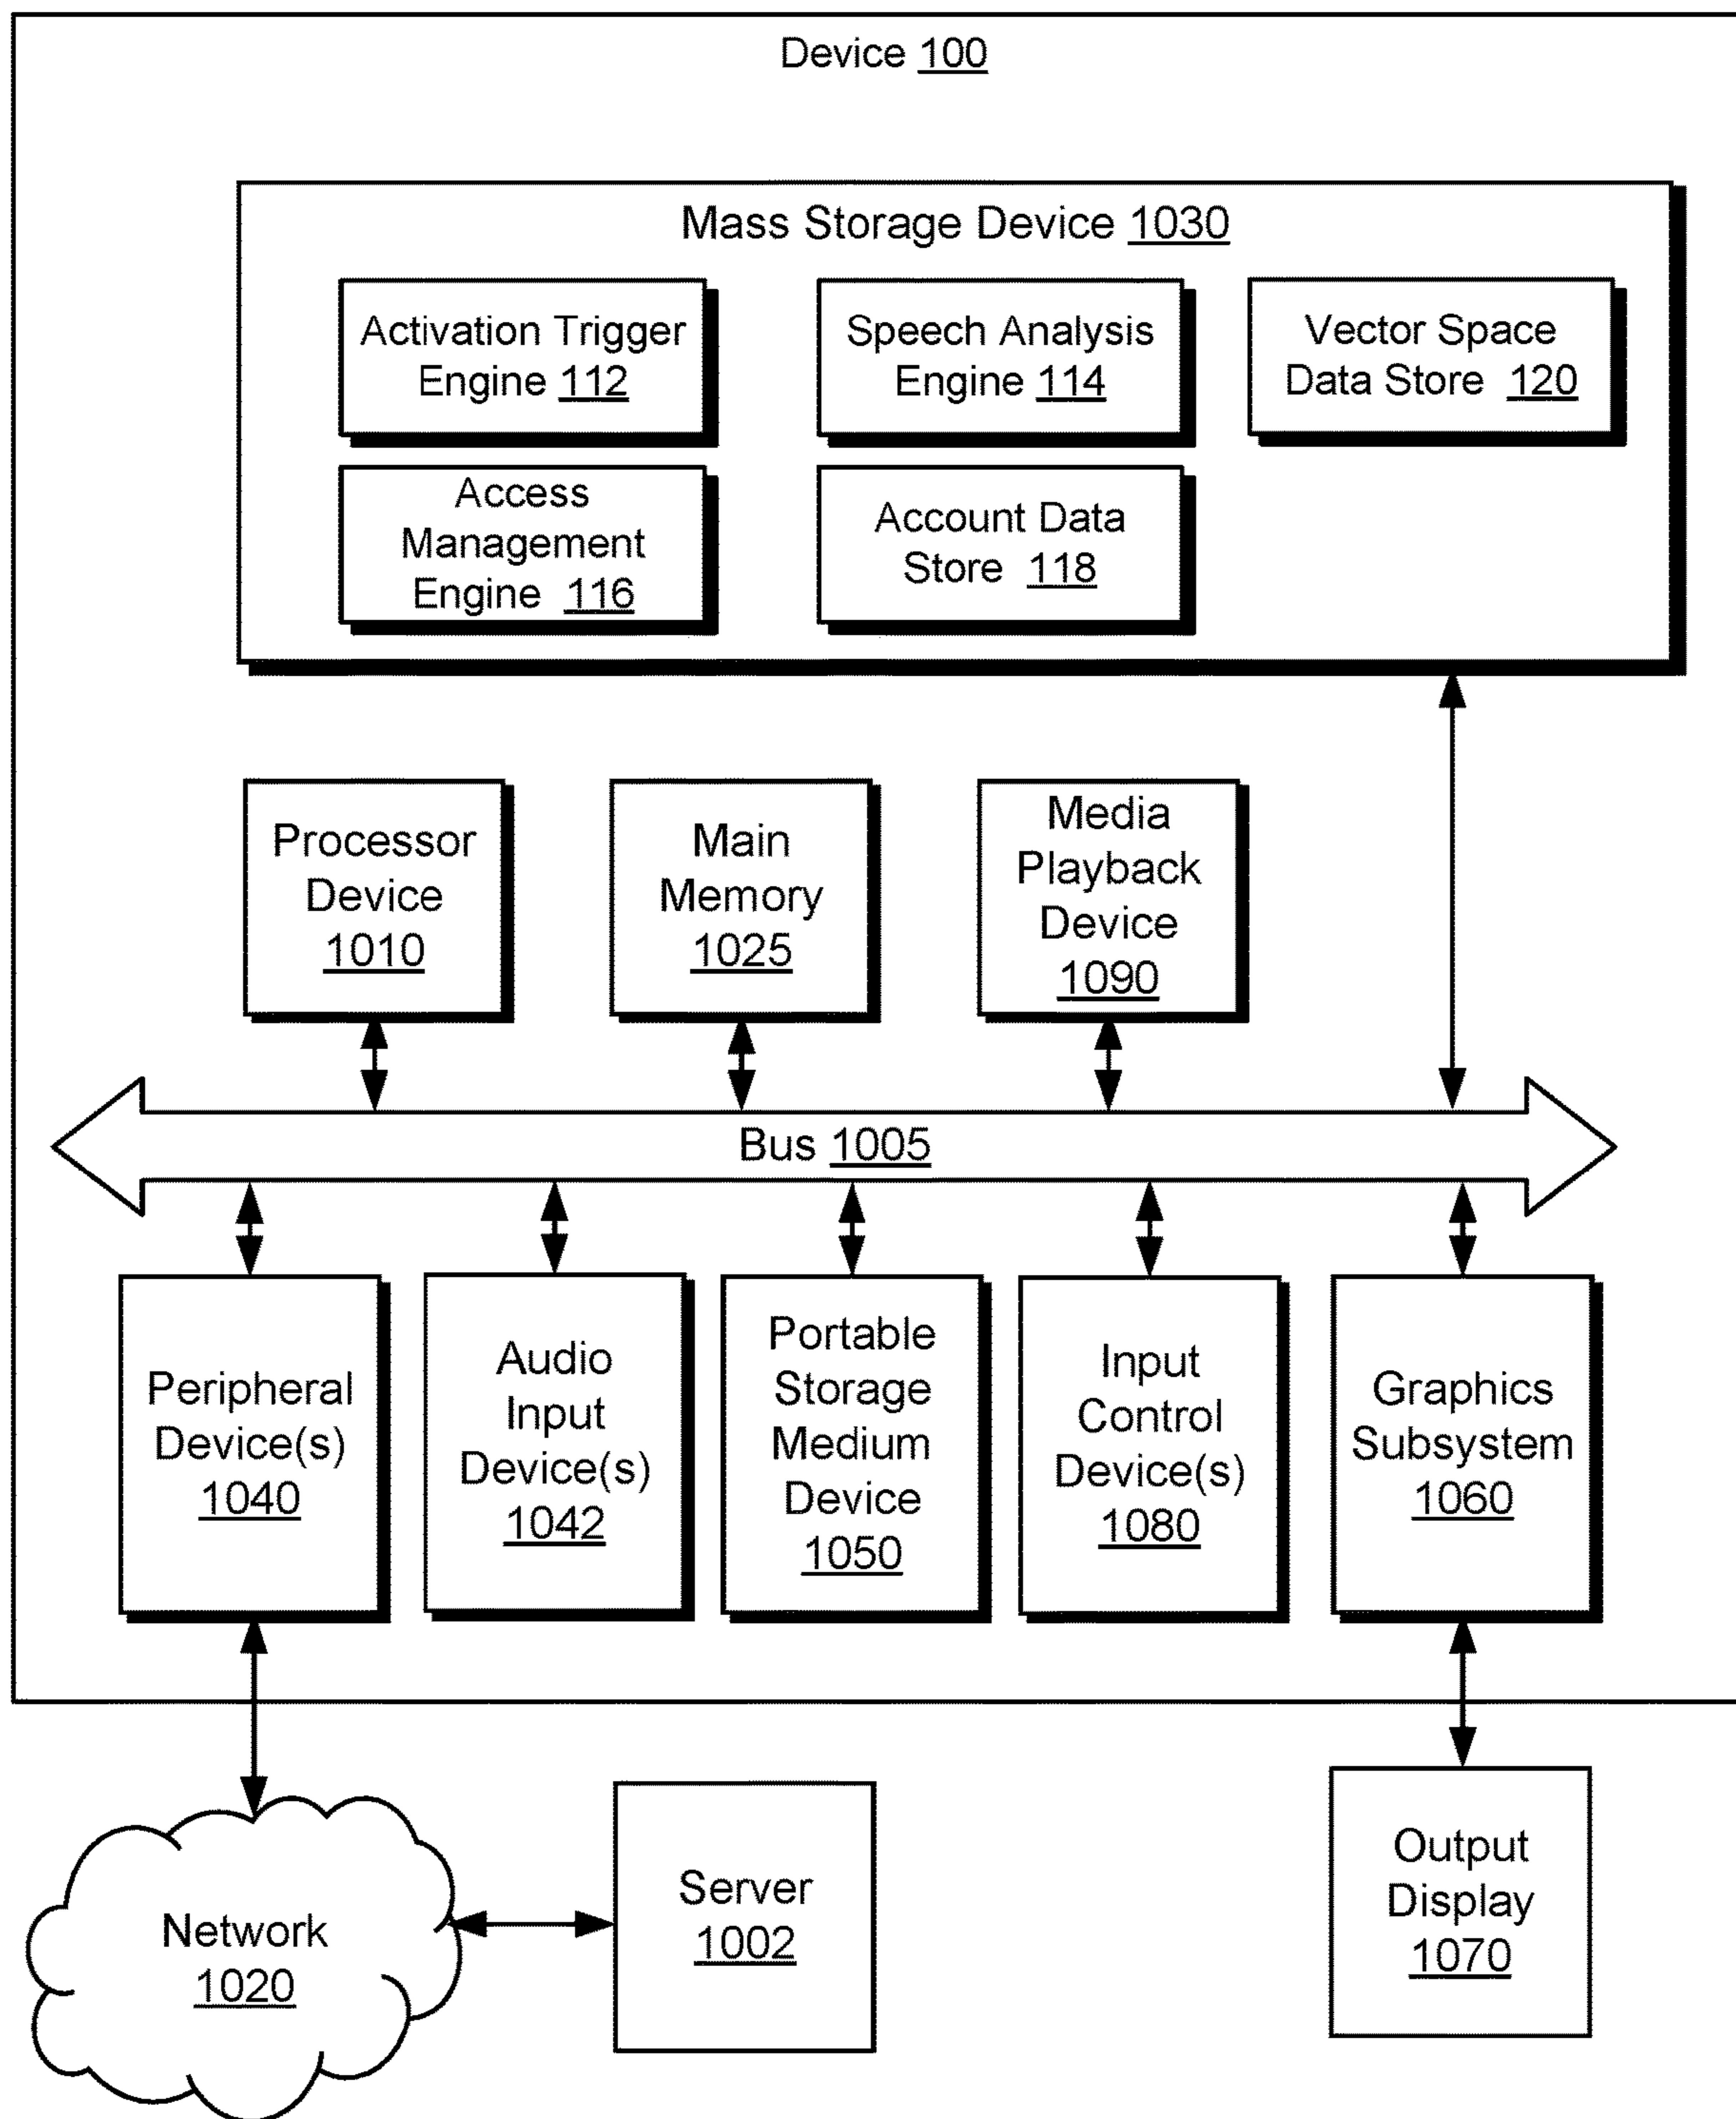 Device 100
Mass Storage Device 1030
Activation Trigger
Engine 112
Speech Analysis
Engine 114
Vector Space
Data Store 120
Access
Management
Engine 116
Account Data
Store 118
Processor
Device
1010
Main
Memory
1025
Media
Playback
Device
1090
Bus 1005
Peripheral
Device(s)
1040
Audio
Input
Device(s)
1042
Portable
Storage
Medium
Device
1050
Input
Control
Device(s)
1080
Graphics
Subsystem
1060
Network
1020
Server
1002
Output
Display
1070